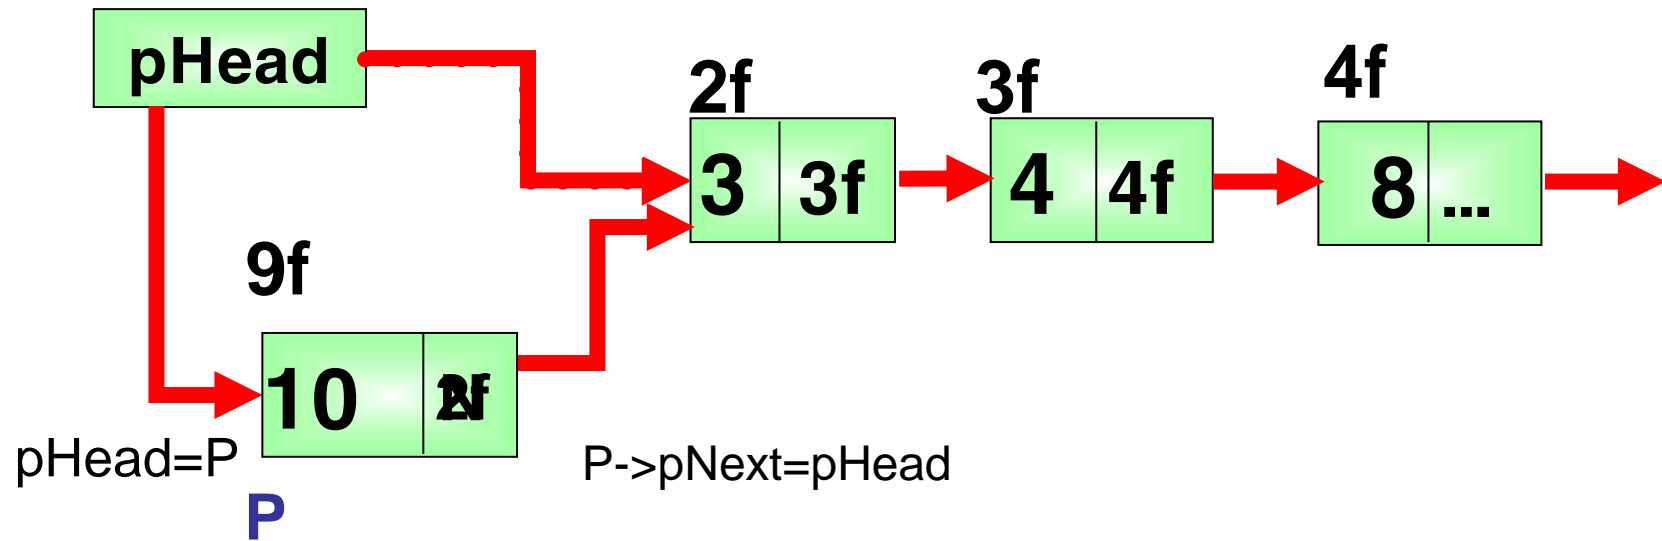 pHead
2f
3f
4f
3 3f
4 4f
8 ...
9f
10
pHead=P
P->pNext=pHead
P